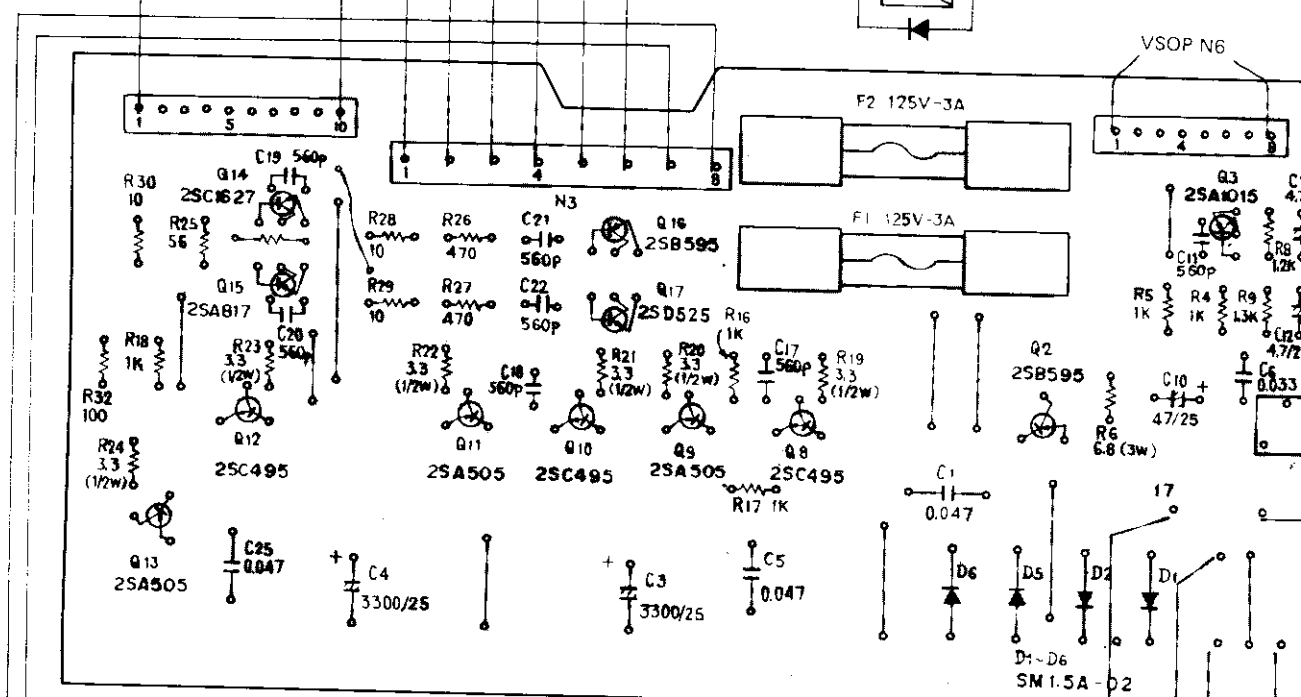 VSOP N6
F2 125V-3A
1
5
10
1
4
8
N3
1
4
8
C19 560p
Q14
2SC1627
R30
10
R25
56
Q15
2SA817
C20
560p
R28
10
R26
470
C21
560p
Q16
2SB595
F1 125V-3A
R29
10
R27
470
C22
560p
Q17
2SD525
R16
1K
Q3
2SA1015
C11
560p
R8
1.2K
R5
1K
R4
1K
R9
1.3K
C12
R18
1K
R23
3.3
(1/2W)
R22
3.3
(1/2W)
C18
560p
R21
3.3
(1/2W)
R20
3.3
(1/2W)
C17
560p
R19
3.3
(1/2W)
Q2
2SB595
C10
+
47/25
C6
0.033
R32
100
R6
6.8 (3W)
R24
3.3
(1/2W)
Q12
2SC495
Q11
2SA505
Q10
2SC495
Q9
2SA505
Q8
2SC495
R17 1K
C1
0.047
17
Q13
2SA505
C25
0.047
+
C4
3300/25
+
C3
3300/25
C5
0.047
D6
D5
D2
D1
D1~D6
SM1.5A-02